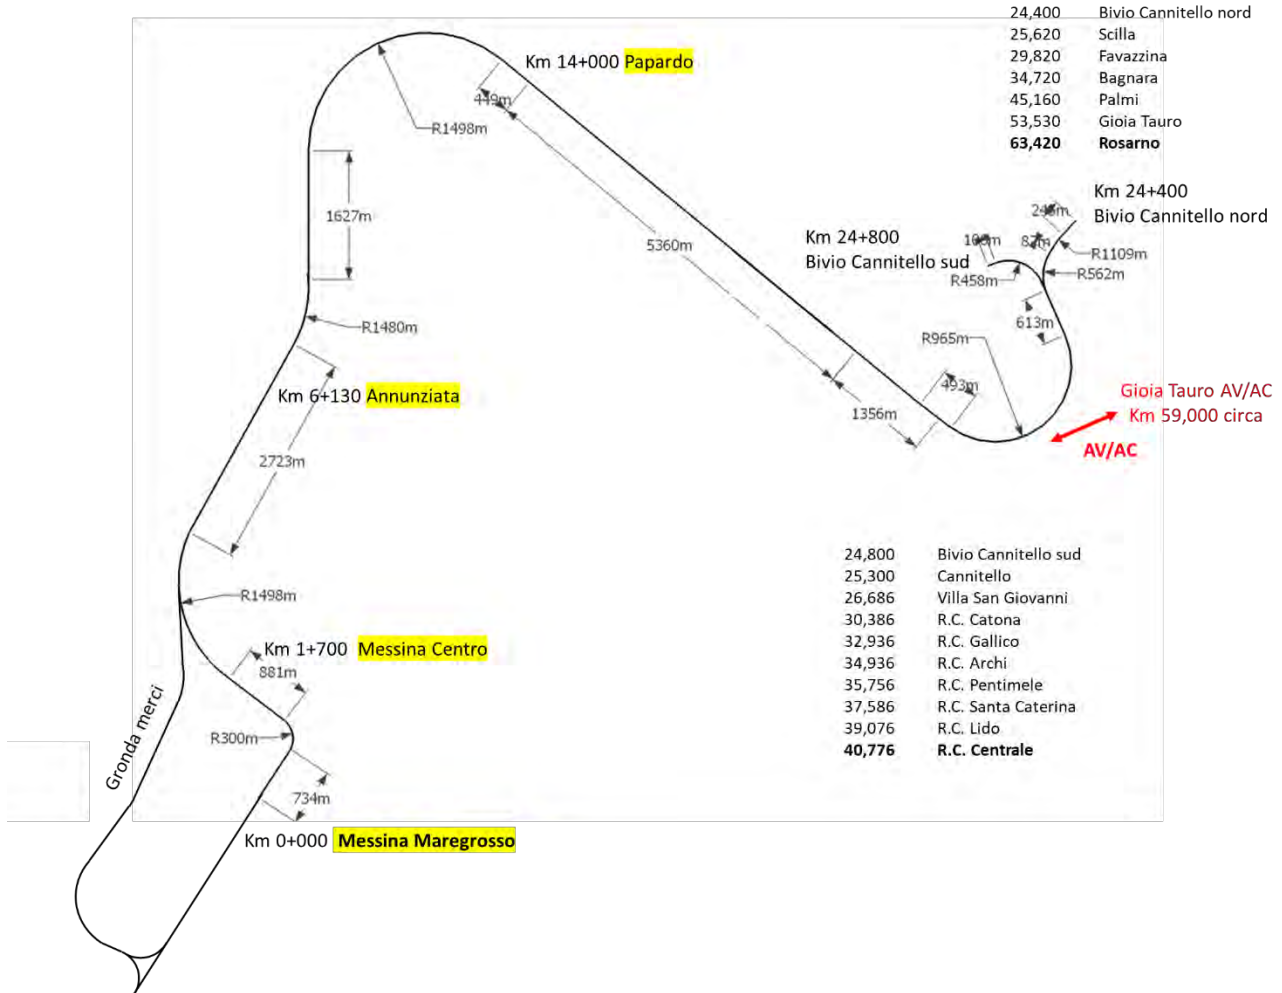 24,400 Bivio Cannitello nord
25,620 Scilla
29,820 Favazzina
34,720 Bagnara
45,160 Palmi
53,530 Gioia Tauro
63,420 Rosarno
Km 14+000 Papardo
449m
R1498m
1627m
5360m
Km 24+400
Bivio Cannitello nord
Km 24+800
Bivio Cannitello sud
R1109m
R562m
R458m
613m
R965m
R1480m
493m
1356m
Km 6+130 Annunziata
Gioia Tauro AV/AC
Km 59,000 circa
AV/AC
2723m
R1498m
Km 1+700 Messina Centro
881m
Gronda merci
R300m
734m
Km 0+000 Messina Maregrosso
24,800 Bivio Cannitello sud
25,300 Cannitello
26,686 Villa San Giovanni
30,386 R.C. Catona
32,936 R.C. Gallico
34,936 R.C. Archi
35,756 R.C. Pentimele
37,586 R.C. Santa Caterina
39,076 R.C. Lido
40,776 R.C. Centrale